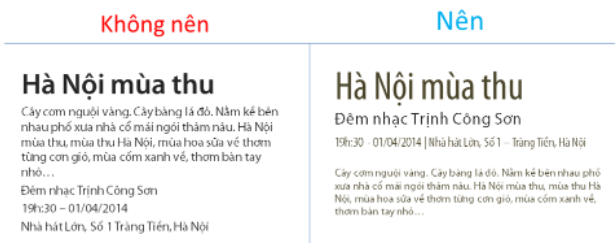 Không nên
Hà Nội mùa thu
Cây cơm nguội vàng. Cây bàng lá đỏ. Nằm kề bên
nhau phố xưa nhà cổ mái ngói thâm nâu. Hà Nội
mùa thu, mùa thu Hà Nội, mùa hoa sữa về thơm
từng cơn gió, mùa cốm xanh về, thơm bàn tay
nhỏ...
Đêm nhạc Trịnh Công Sơn
19h:30 – 01/04/2014
Nhà hát Lớn, Số 1 Tràng Tiền, Hà Nội
Nên
Hà Nội mùa thu
Đêm nhạc Trịnh Công Sơn
19h:30 - 01/04/2014 | Nhà hát Lớn, Số 1 – Tràng Tiền, Hà Nội
Cây cơm nguội vàng. Cây bàng lá đỏ. Nằm kề bên nhau phố
xưa nhà cổ mái ngói thâm nâu. Hà Nội mùa thu, mùa thu Hà
Nội, mùa hoa sữa về thơm từng cơn gió, mùa cốm xanh về,
thơm bàn tay nhỏ...